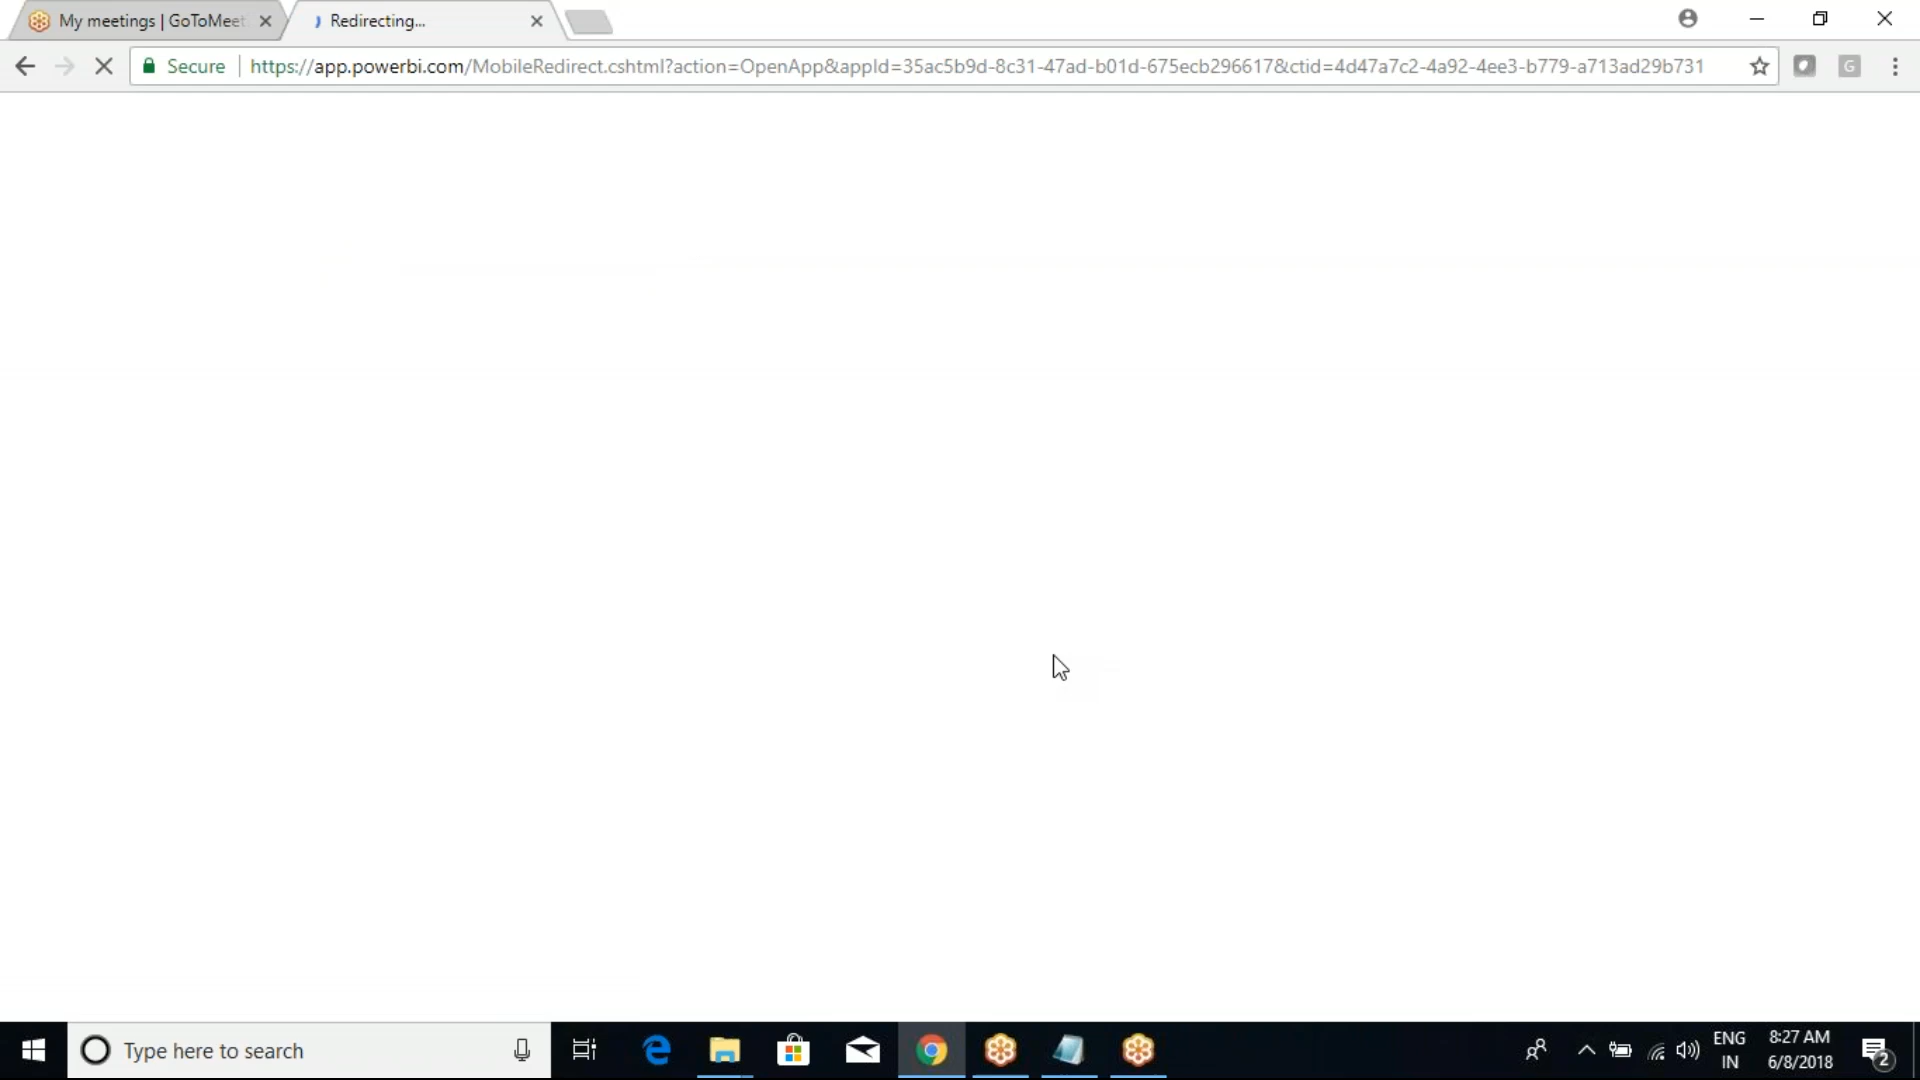 My meetings | GoToMeet
Redirecting...
Secure
https://app.powerbi.com/MobileRedirect.cshtml?action=OpenApp&appId=35ac5b9d-8c31-47ad-b01d-675ecb296617&ctid=4d47a7c2-4a92-4ee3-b779-a713ad29b731
G
Type here to search
ENG
IN
8:27 AM
6/8/2018
2